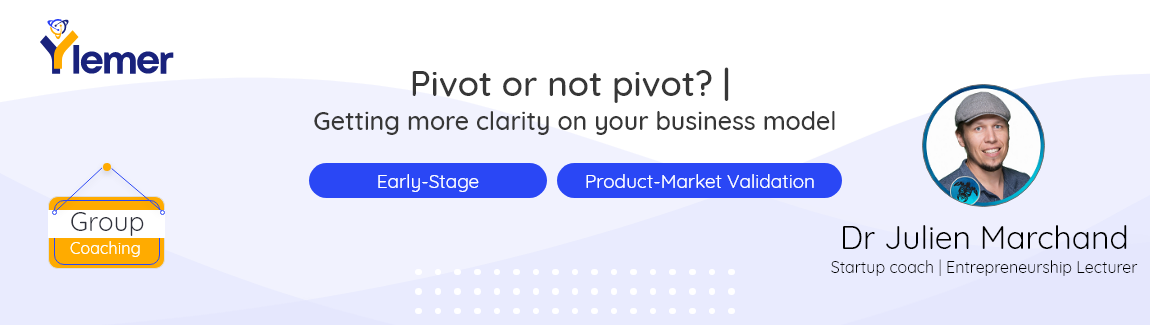 Ylemer
Pivot or not pivot? |
Getting more clarity on your business model
Early-Stage
Product-Market Validation
Group
Coaching
Dr Julien Marchand
Startup coach | Entrepreneurship Lecturer